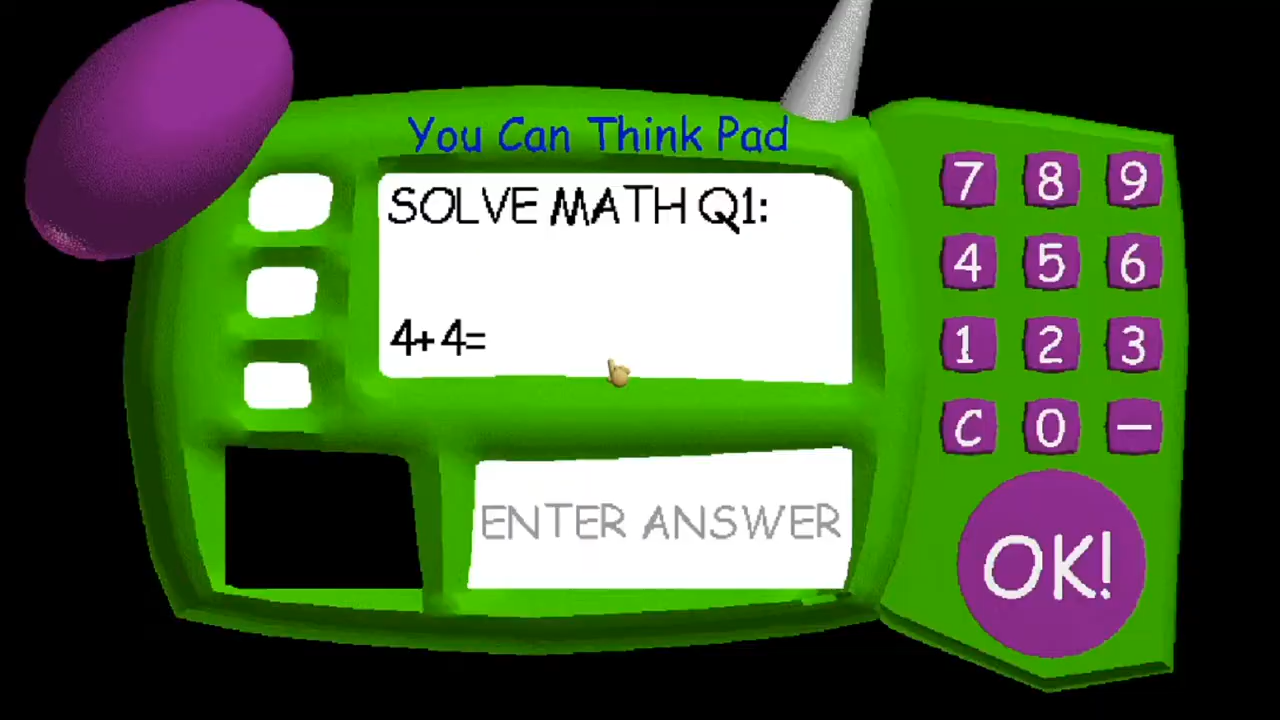 You Can Think Pad
SOLVE MATH Q1:
4+4=
ENTER ANSWER
7 8 9
4 5 6
1 2 3
C 0 —
OK!